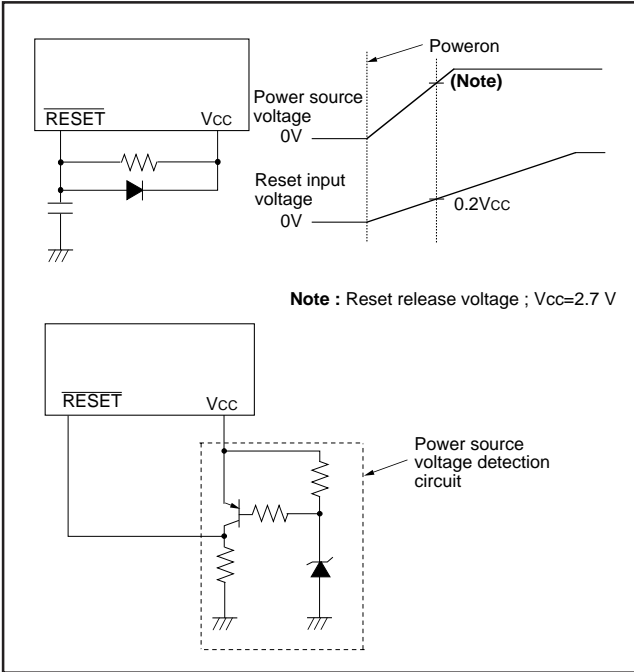 RESET VCC
Poweron
(Note)
Power source
voltage
0V
Reset input
voltage
0V
0.2VCC
Note : Reset release voltage ; Vcc=2.7 V
RESET VCC
Power source
voltage detection
circuit